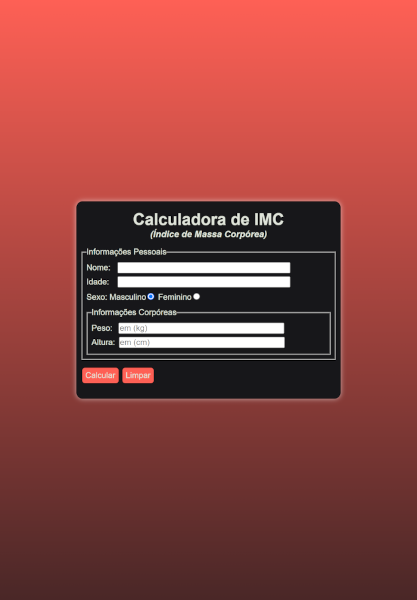 Calculadora de IMC
(Índice de Massa Corpórea)
Informações Pessoais
Nome:
Idade:
Sexo: Masculino Feminino
Informações Corpóreas
Peso: em (kg)
Altura: em (cm)
Calcular Limpar